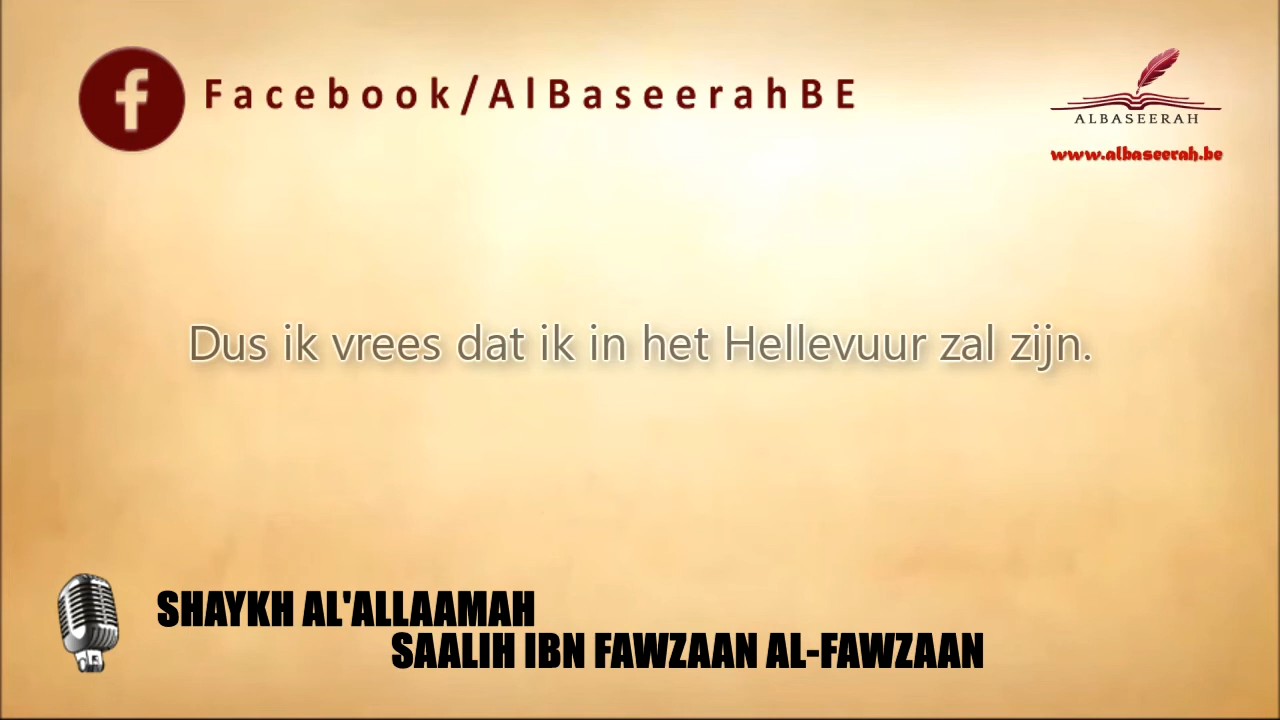 Facebook/AlBaseerahBE
ALBASEERAH
www.albaseerah.be
Dus ik vrees dat ik in het Hellevuur zal zijn.
SHAYKH AL'ALLAAMAH
SAALIH IBN FAWZAAN AL-FAWZAAN